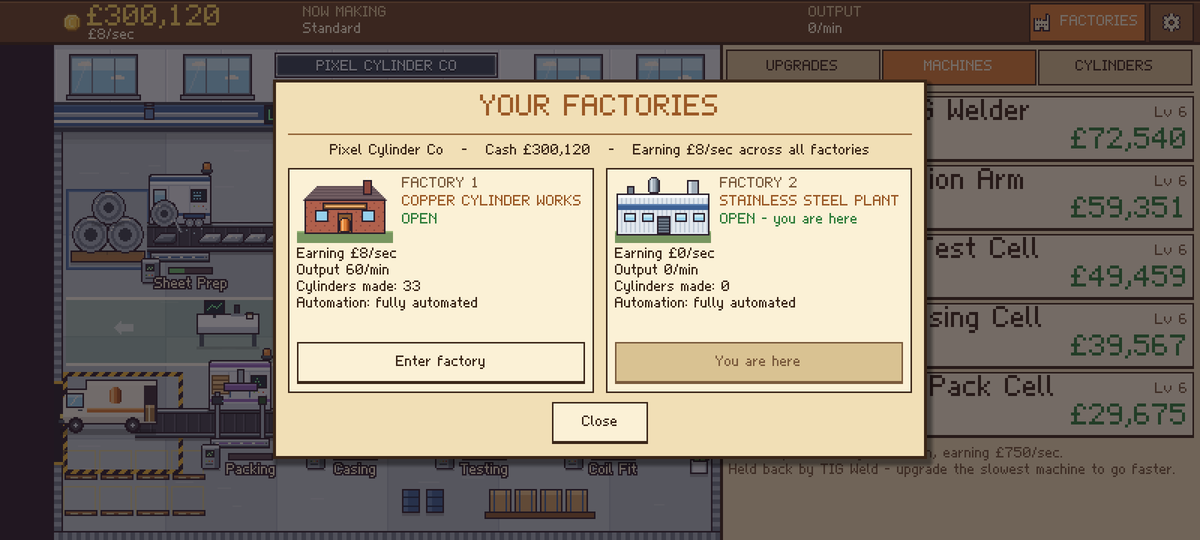 £300,120
£8/sec
NOW MAKING
Standard
OUTPUT
0/min
FACTORIES
PIXEL CYLINDER CO
UPGRADES
MACHINES
CYLINDERS
YOUR FACTORIES
Pixel Cylinder Co - Cash £300,120 - Earning £8/sec across all factories
FACTORY 1
COPPER CYLINDER WORKS
OPEN
Earning £8/sec
Output 60/min
Cylinders made: 33
Automation: fully automated
Enter factory
FACTORY 2
STAINLESS STEEL PLANT
OPEN - you are here
Earning £0/sec
Output 0/min
Cylinders made: 0
Automation: fully automated
You are here
Close
Welder
Lv 6
£72,540
Arm
Lv 6
£59,351
Test Cell
Lv 6
£49,459
Cell
Lv 6
£39,567
Pack Cell
Lv 6
£29,675
earning £750/sec.
Held back by TIG Weld - upgrade the slowest machine to go faster.
Sheet Prep
Packing
Casing
Testing
Coil Fit